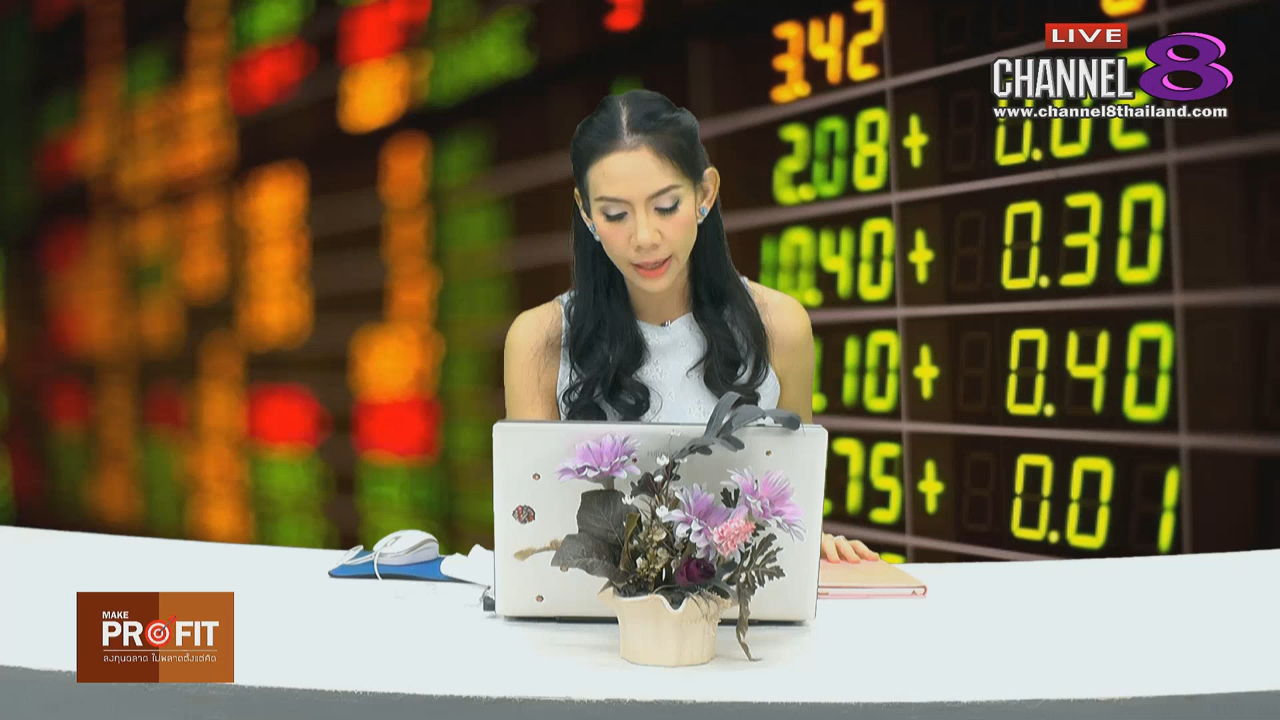 LIVE
CHANNEL 8
www.channel8thailand.com
3.42
2.08 + 0.02
10.40 + 0.30
.10 + 0.40
.75 + 0.01
MAKE
PROFIT
ลงทุนฉลาด ไม่พลาดตั้งแต่คิด